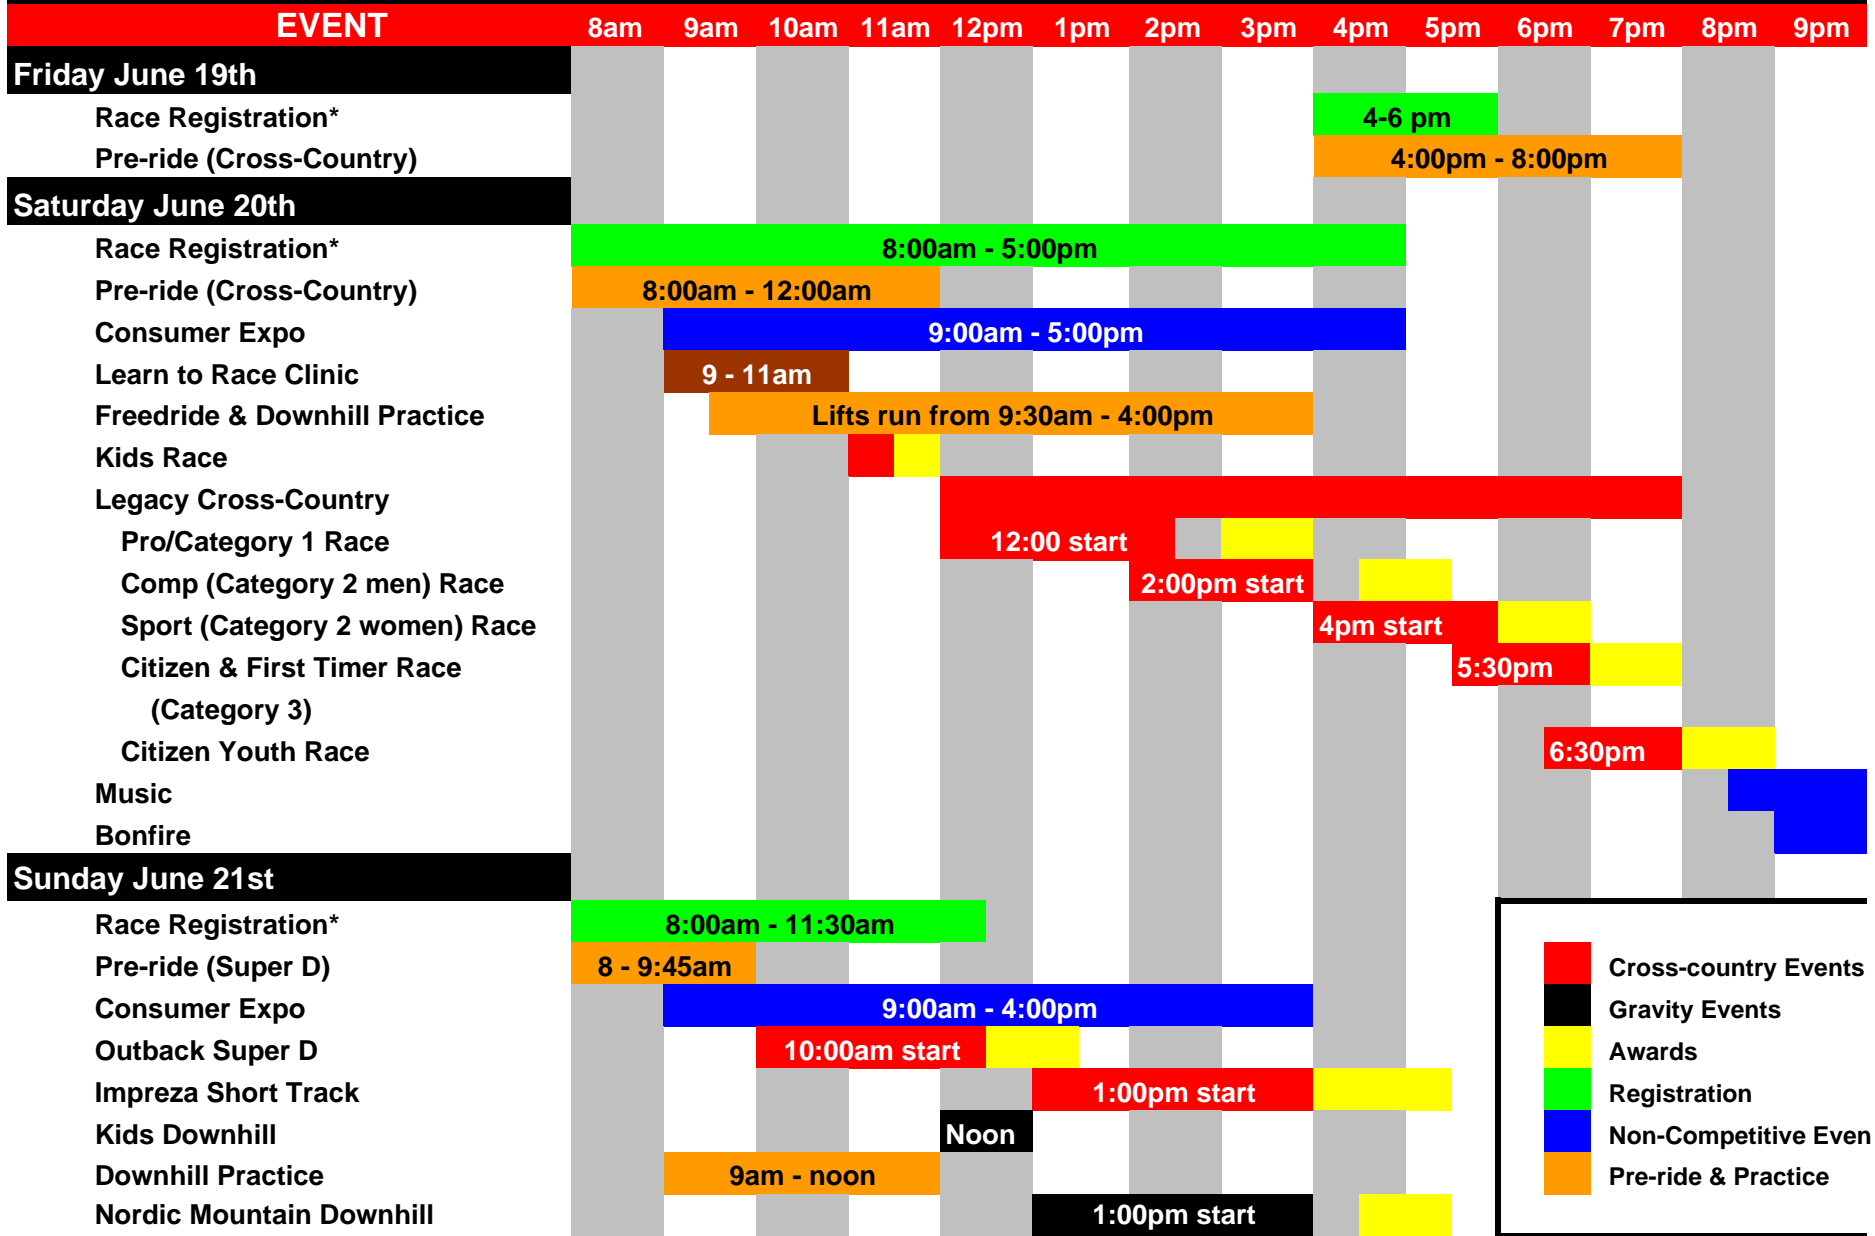 EVENT 8am 9am 10am 11am 12pm 1pm 2pm 3pm 4pm 5pm 6pm 7pm 8pm 9pm
Friday June 19th
Race Registration* 4-6 pm
Pre-ride (Cross-Country) 4:00pm - 8:00pm
Saturday June 20th
Race Registration* 8:00am - 5:00pm
Pre-ride (Cross-Country) 8:00am - 12:00am
Consumer Expo 9:00am - 5:00pm
Learn to Race Clinic 9 - 11am
Freedride & Downhill Practice Lifts run from 9:30am - 4:00pm
Kids Race
Legacy Cross-Country
Pro/Category 1 Race 12:00 start
Comp (Category 2 men) Race 2:00pm start
Sport (Category 2 women) Race 4pm start
Citizen & First Timer Race 5:30pm
(Category 3)
Citizen Youth Race 6:30pm
Music
Bonfire
Sunday June 21st
Race Registration* 8:00am - 11:30am
Pre-ride (Super D) 8 - 9:45am
Consumer Expo 9:00am - 4:00pm
Outback Super D 10:00am start
Impreza Short Track 1:00pm start
Kids Downhill Noon
Downhill Practice 9am - noon
Nordic Mountain Downhill 1:00pm start
Cross-country Events
Gravity Events
Awards
Registration
Non-Competitive Even
Pre-ride & Practice